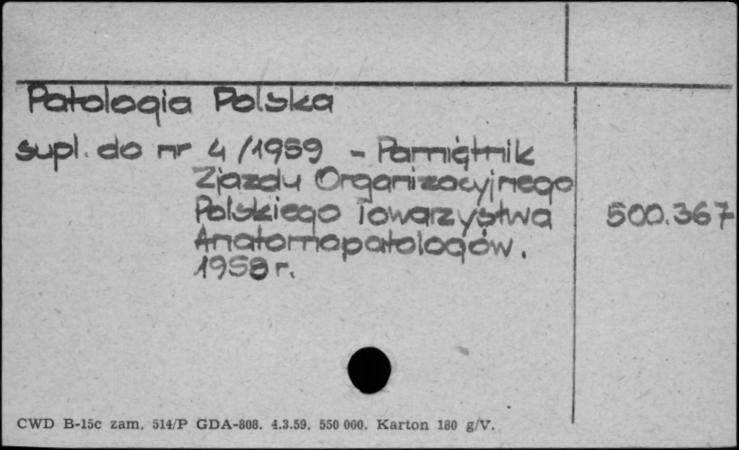 Patologia Polska
supl. do nr 4/1959 - Pamiętnik
Zjazdu Organizacyjnego
Polskiego Towarzystwa
Anatomopatologów.
1958 r.
500.367
CWD B-15c zam. 514/P GDA-808. 4.3.59. 550 000. Karton 180 g/V.